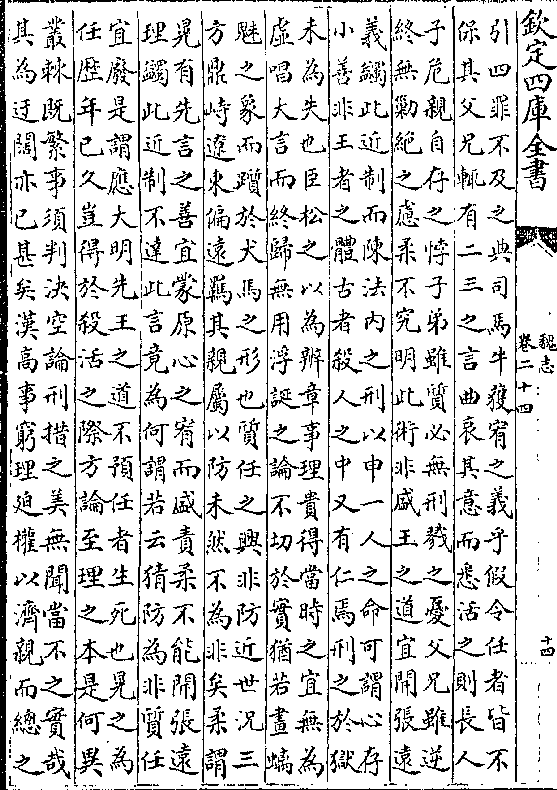 欽定四庫全書
魏志
卷二十四
十四
引四罪不及之典司馬牛獲宥之義乎假令任者皆不
保其父兄輒有二三之言曲哀其意而悉活之則長人
子危親自存之悖子弟雖質必無刑戮之憂父兄雖逆
終無勦絕之慮柔不究明此術非盛王之道宜開張遠
義蠲此近制而陳法内之刑以申一人之命可謂心存
小善非王者之體古者殺人之中又有仁焉刑之於獄
未為失也臣松之以為辨章事理貴得當時之宜無為
虛唱大言而終歸無用浮誕之論不切於實猶若畫螭
魅之象而躓於犬馬之形也質任之興非防近世況三
方鼎峙遼東偏遠羈其親屬以防未然不為非矣柔謂
晃有先言之善宜蒙原心之宥而盛責柔不能開張遠
理蠲此近制不達此言竟為何謂若云猜防為非質任
宜廢是謂應大明先王之道不預任者生死也晃之為
任歴年已久豈得於殺活之際方論至理之本是何異
叢棘既繁事須判決空論刑措之美無聞當不之實哉
其為迂闊亦已甚矣漢高事窮理迫權以濟親而總之